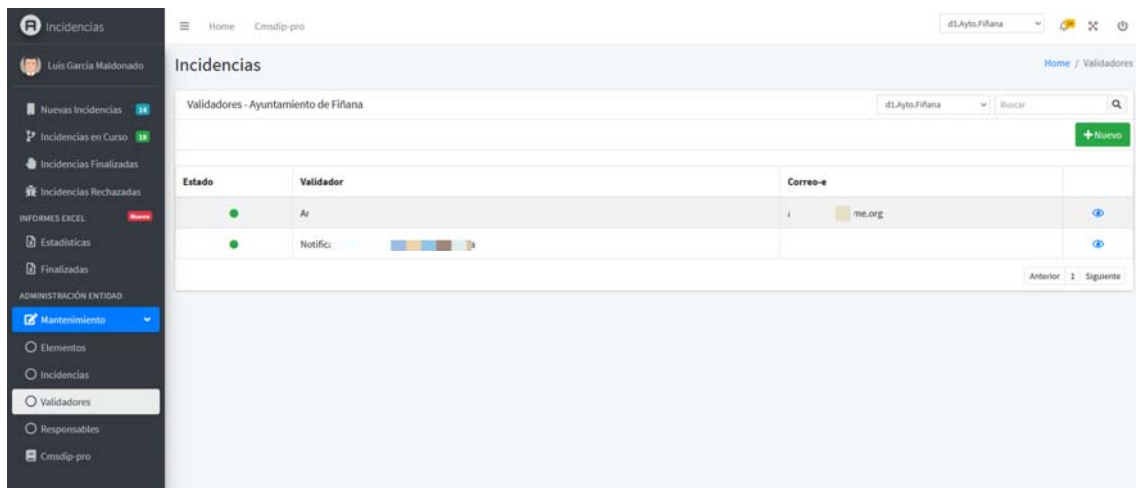 Incidencias
Home Cmsdip-pro
d1.Ayto.Fiñana
Luis García Maldonado
Incidencias
Home / Validadores
Nuevas Incidencias 14
Incidencias en Curso 18
Incidencias Finalizadas
Incidencias Rechazadas
INFORMES EXCEL Nuevo
Estadísticas
Finalizadas
ADMINISTRACIÓN ENTIDAD
Mantenimiento
Elementos
Incidencias
Validadores
Responsables
Cmsdip-pro
Validadores - Ayuntamiento de Fiñana
d1.Ayto.Fiñana
Buscar
Nuevo
Estado Validador Correo-e
me.org
Anterior 1 Siguiente